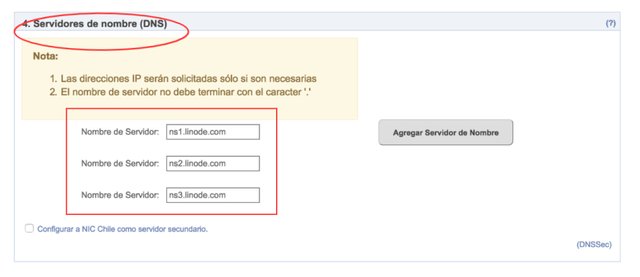 4. Servidores de nombre (DNS)
(?)
Nota:
1. Las direcciones IP serán solicitadas sólo si son necesarias
2. El nombre de servidor no debe terminar con el caracter '.'
Nombre de Servidor: ns1.linode.com
Agregar Servidor de Nombre
Nombre de Servidor: ns2.linode.com
Nombre de Servidor: ns3.linode.com
Configurar a NIC Chile como servidor secundario.
(DNSSec)